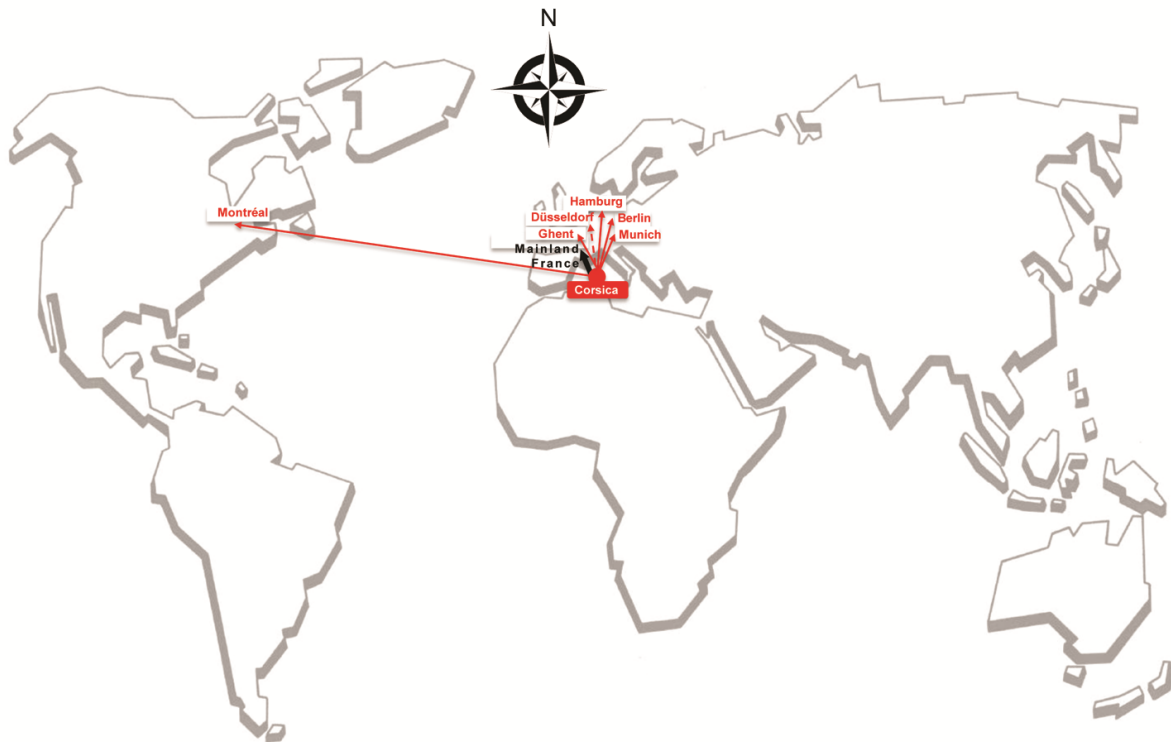 N
Montréal
Hamburg
Düsseldorf
Berlin
Ghent
Munich
Mainland
France
Corsica